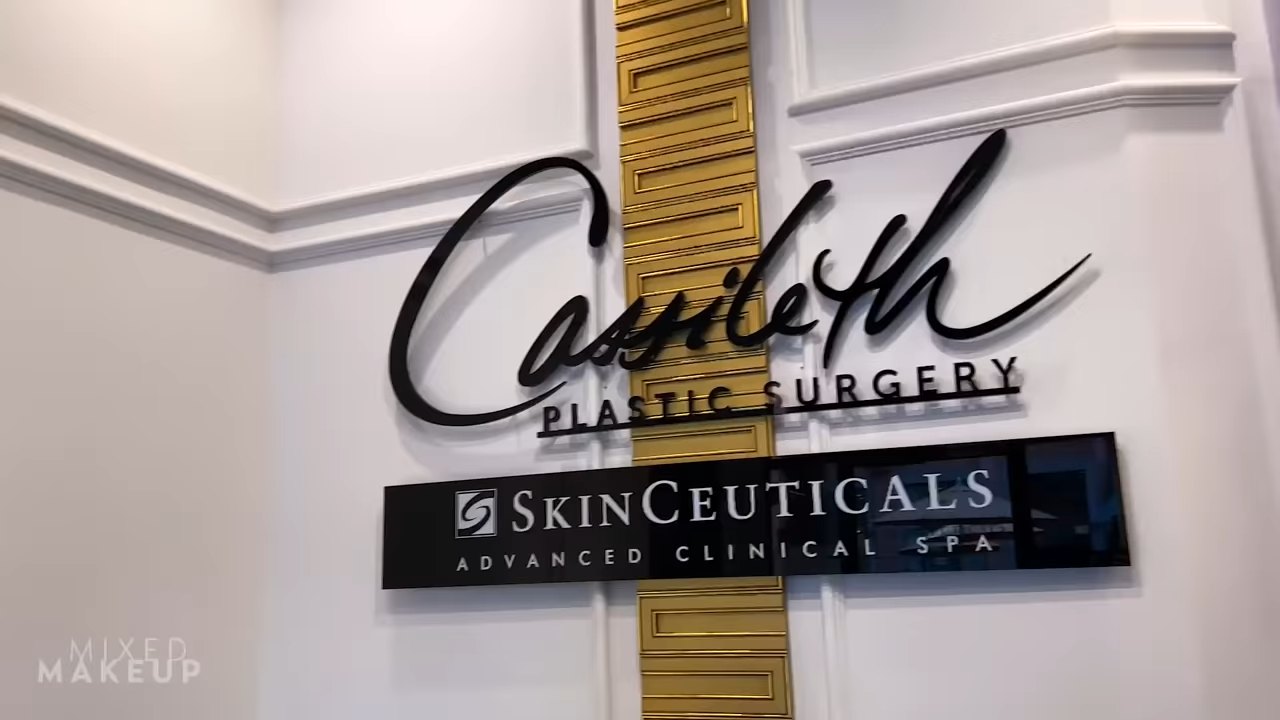 Cassileth
PLASTIC SURGERY
SKINCEUTICALS
ADVANCED CLINICAL SPA
MIXED
MAKEUP